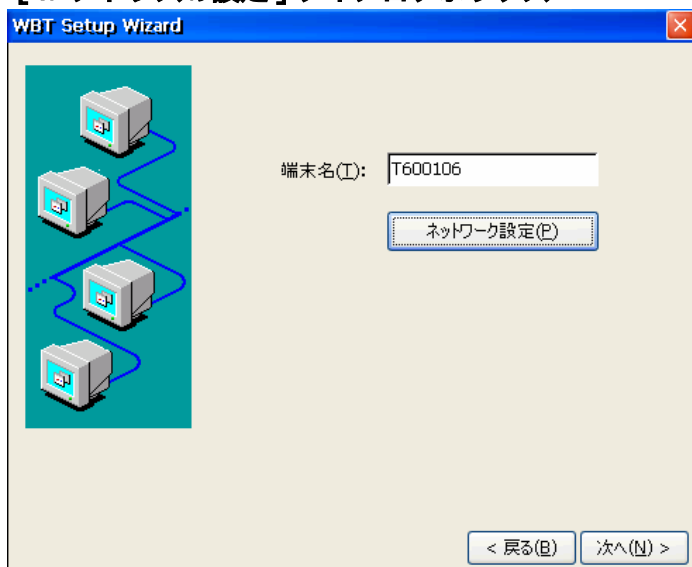 WBT Setup Wizard
端末名(T): T600106
ネットワーク設定(P)
< 戻る(B) 次へ(N) >